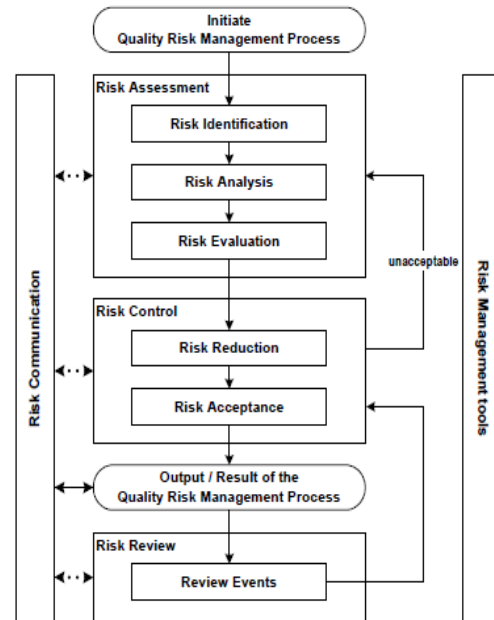 Initiate
Quality Risk Management Process
Risk Assessment
Risk Identification
Risk Analysis
Risk Evaluation
unacceptable
Risk Control
Risk Reduction
Risk Acceptance
Output / Result of the
Quality Risk Management Process
Risk Review
Review Events
Risk Communication
Risk Management tools